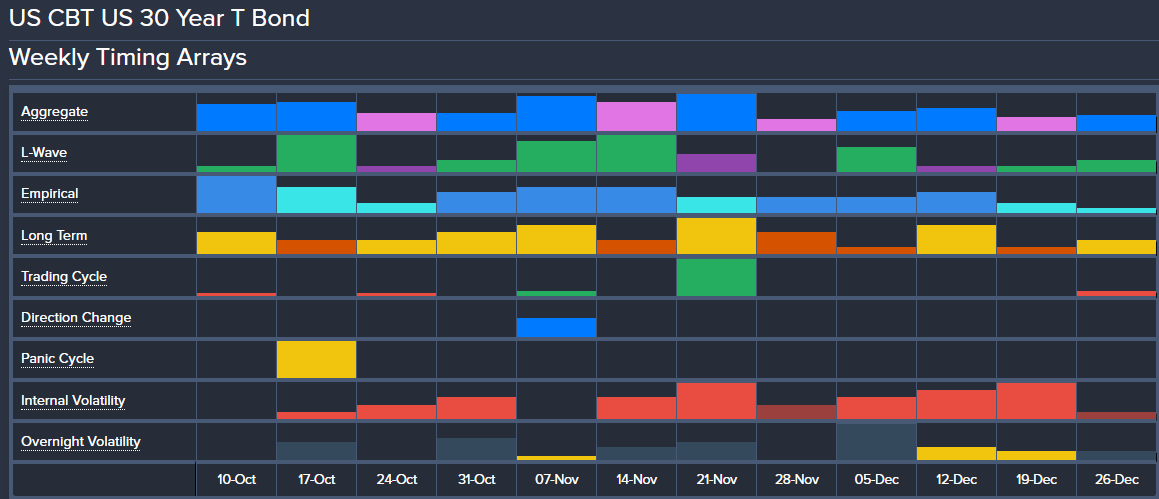 US CBT US 30 Year T Bond
Weekly Timing Arrays
Aggregate
L-Wave
Empirical
Long Term
Trading Cycle
Direction Change
Panic Cycle
Internal Volatility
Overnight Volatility
10-Oct 17-Oct 24-Oct 31-Oct 07-Nov 14-Nov 21-Nov 28-Nov 05-Dec 12-Dec 19-Dec 26-Dec